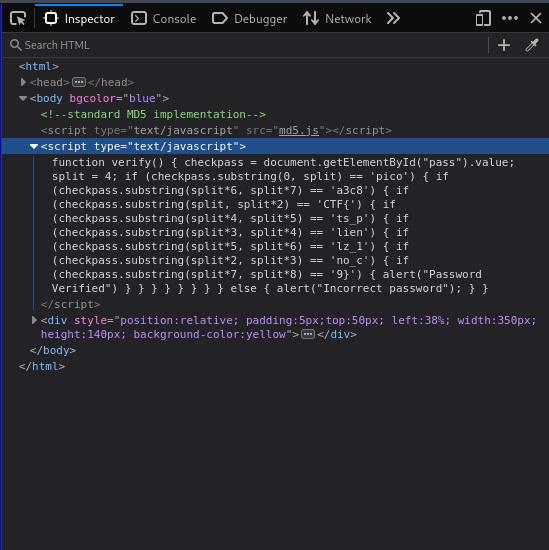 Inspector Console Debugger Network
Search HTML
<html>
<head> </head>
<body bgcolor="blue">
<!--standard MD5 implementation-->
<script type="text/javascript" src="md5.js"></script>
<script type="text/javascript">
function verify() { checkpass = document.getElementById("pass").value;
split = 4; if (checkpass.substring(0, split) == 'pico') { if
(checkpass.substring(split*6, split*7) == 'a3c8') { if
(checkpass.substring(split, split*2) == 'CTF{') { if
(checkpass.substring(split*4, split*5) == 'ts_p') { if
(checkpass.substring(split*3, split*4) == 'lien') { if
(checkpass.substring(split*5, split*6) == 'lz_1') { if
(checkpass.substring(split*2, split*3) == 'no_c') { if
(checkpass.substring(split*7, split*8) == '9}') { alert("Password
Verified") } } } } } } } } else { alert("Incorrect password"); } }
</script>
<div style="position:relative; padding:5px;top:50px; left:38%; width:350px;
height:140px; background-color:yellow"> </div>
</body>
</html>